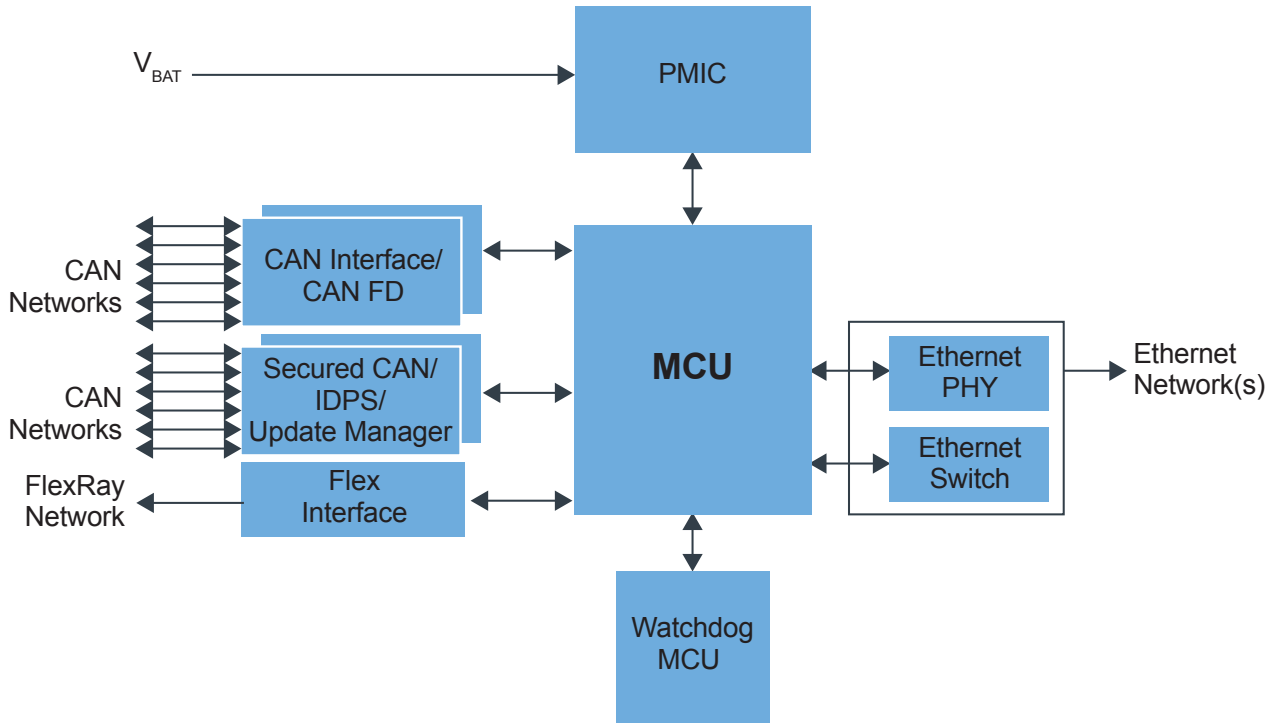 V_BAT
PMIC
CAN
Networks
CAN Interface/
CAN FD
MCU
CAN
Networks
Secured CAN/
IDPS/
Update Manager
Ethernet
PHY
Ethernet
Network(s)
Ethernet
Switch
FlexRay
Network
Flex
Interface
Watchdog
MCU